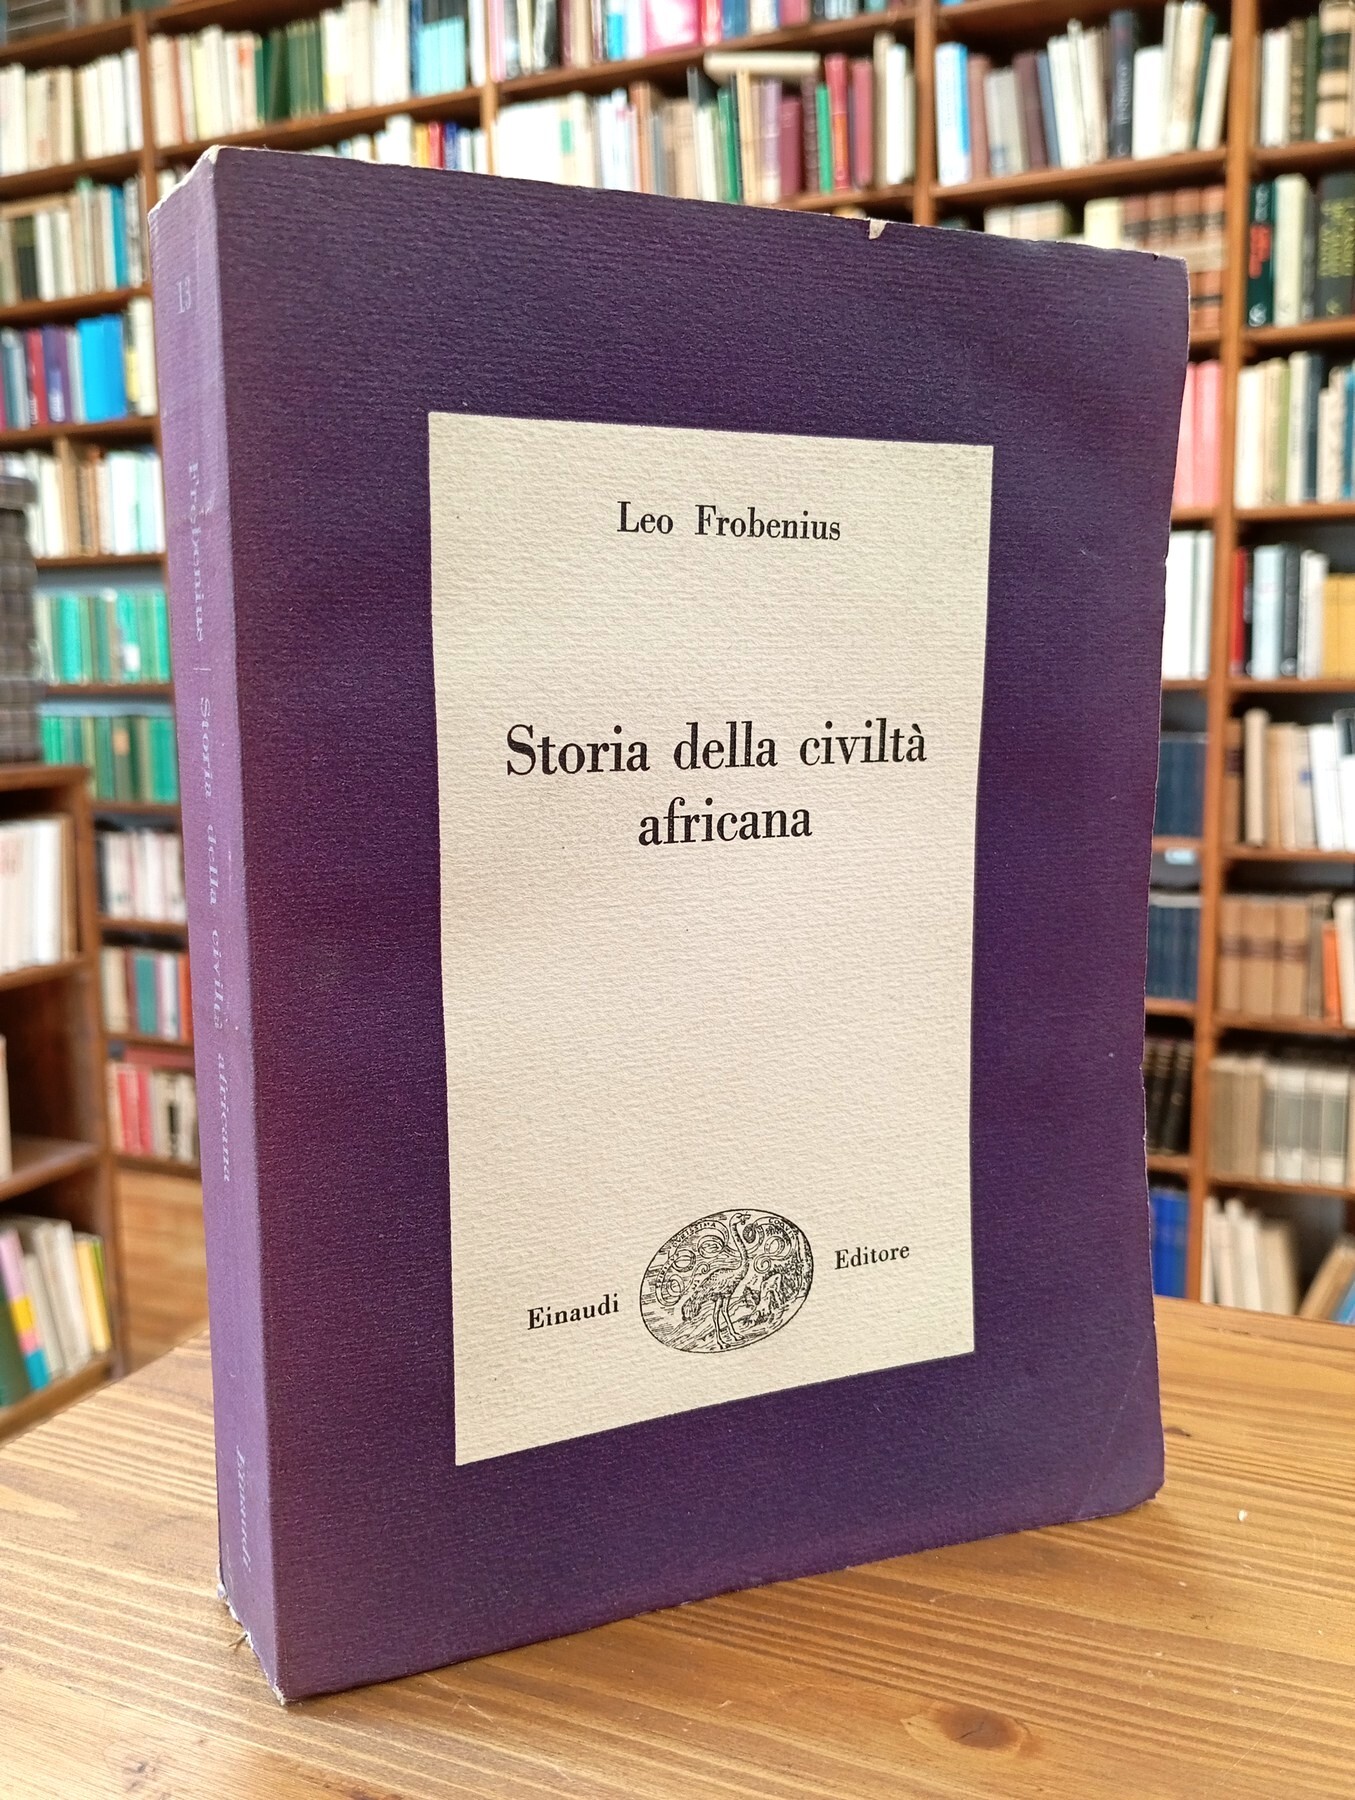 Leo Frobenius
Storia della civiltà
africana
Einaudi
Editore
13
Frobenius | Storia della civiltà africana
Einaudi